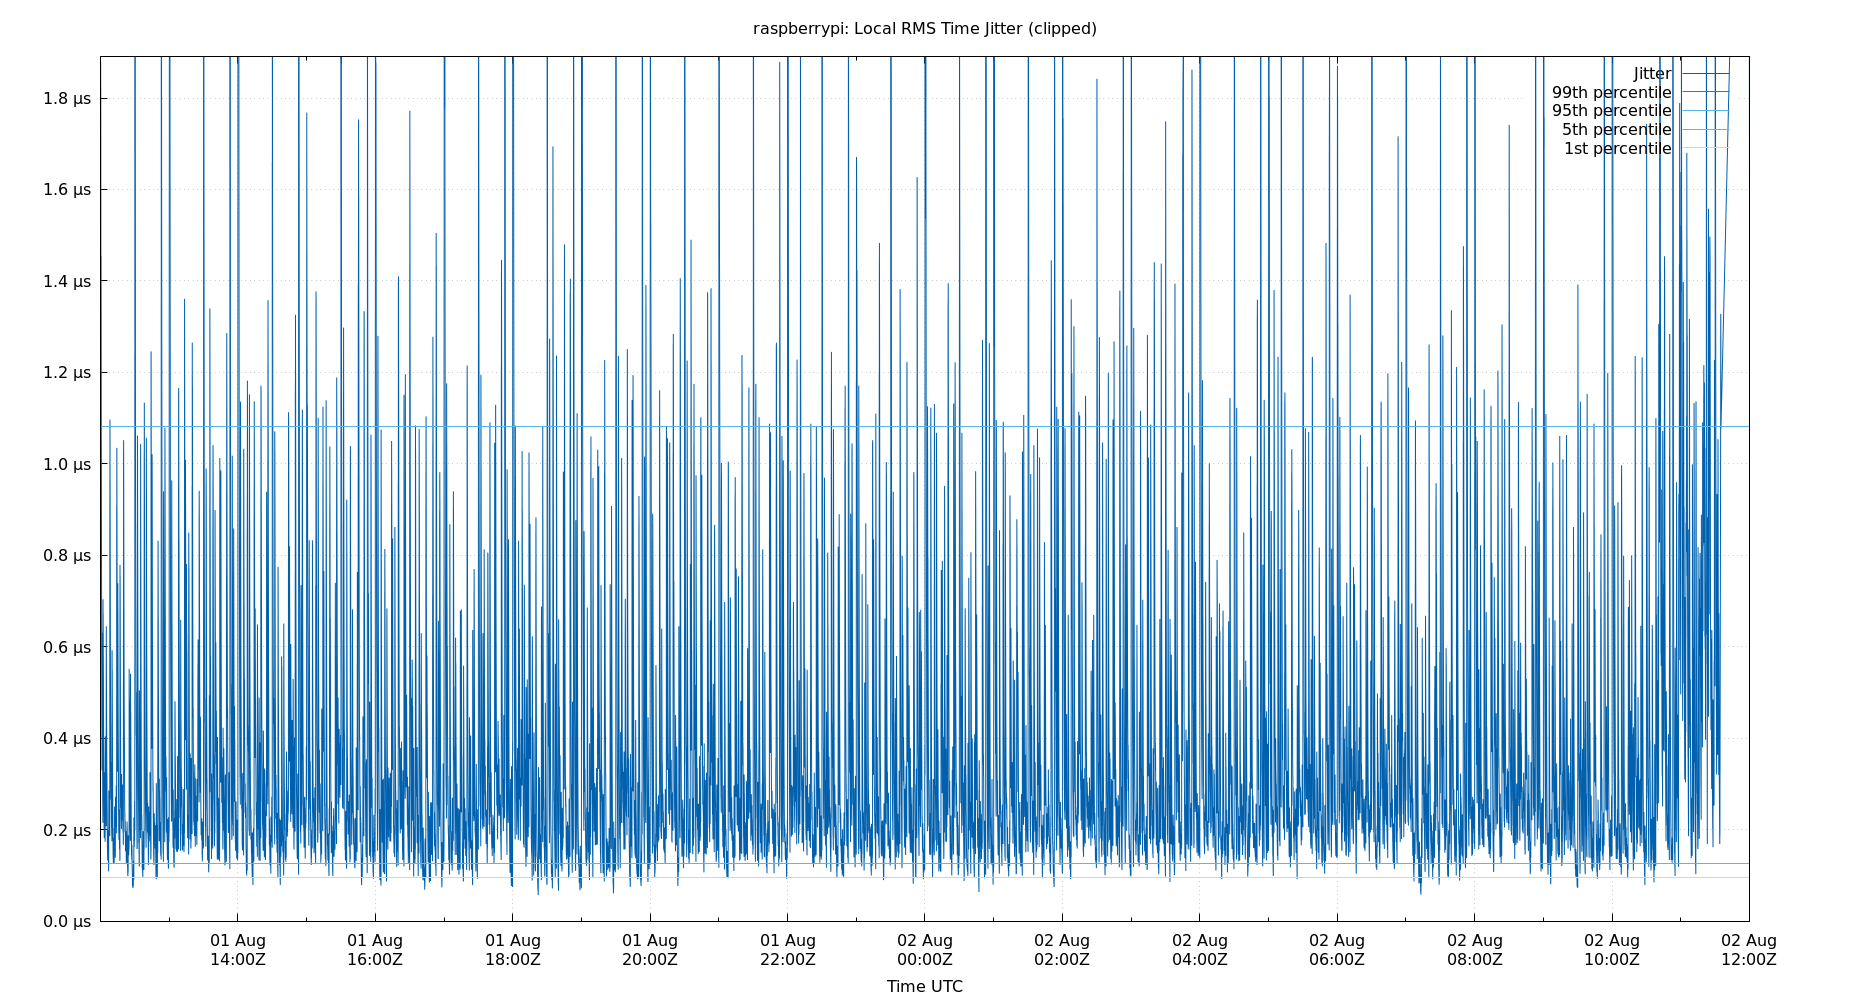 raspberrypi: Local RMS Time Jitter (clipped)
Jitter
99th percentile
95th percentile
5th percentile
1st percentile
1.8 µs
1.6 µs
1.4 µs
1.2 µs
1.0 µs
0.8 µs
0.6 µs
0.4 µs
0.2 µs
0.0 µs
01 Aug 01 Aug 01 Aug 01 Aug 01 Aug 02 Aug 02 Aug 02 Aug 02 Aug 02 Aug 02 Aug 02 Aug
14:00Z 16:00Z 18:00Z 20:00Z 22:00Z 00:00Z 02:00Z 04:00Z 06:00Z 08:00Z 10:00Z 12:00Z
Time UTC